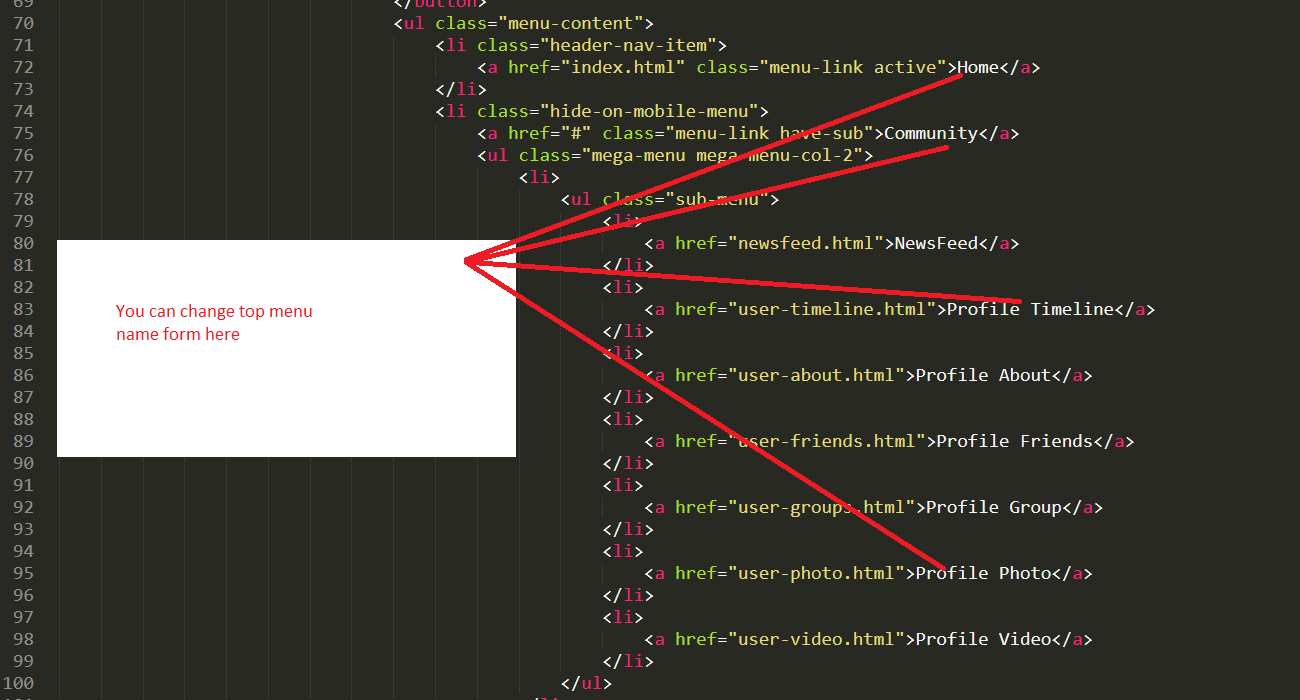 69 </button>
70 <ul class="menu-content">
71 <li class="header-nav-item">
72 <a href="index.html" class="menu-link active">Home</a>
73 </li>
74 <li class="hide-on-mobile-menu">
75 <a href="#" class="menu-link have-sub">Community</a>
76 <ul class="mega-menu mega-menu-col-2">
77 <li>
78 <ul class="sub-menu">
79 <li>
80 <a href="newsfeed.html">NewsFeed</a>
81 </li>
82 <li>
83 <a href="user-timeline.html">Profile Timeline</a>
84 </li>
85 <li>
86 <a href="user-about.html">Profile About</a>
87 </li>
88 <li>
89 <a href="user-friends.html">Profile Friends</a>
90 </li>
91 <li>
92 <a href="user-groups.html">Profile Group</a>
93 </li>
94 <li>
95 <a href="user-photo.html">Profile Photo</a>
96 </li>
97 <li>
98 <a href="user-video.html">Profile Video</a>
99 </li>
100 </ul>
You can change top menu
name form here